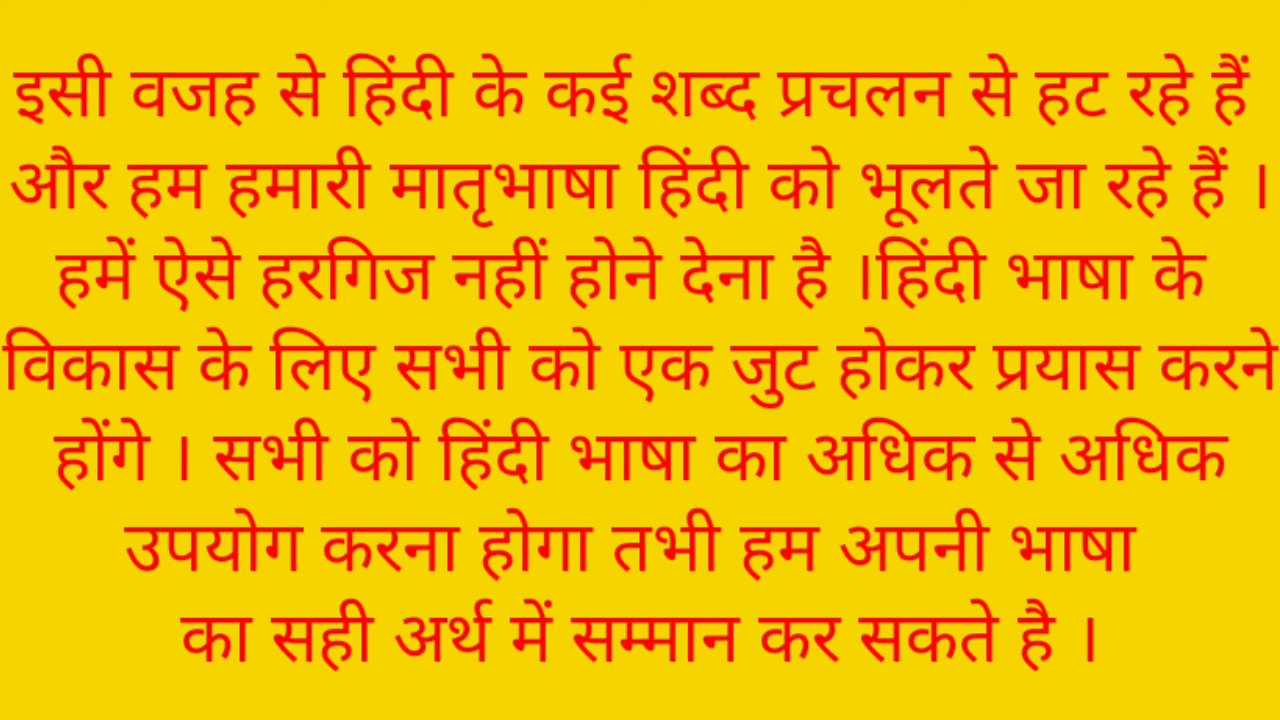 इसी वजह से हिंदी के कई शब्द प्रचलन से हट रहे हैं
और हम हमारी मातृभाषा हिंदी को भूलते जा रहे हैं ।
हमें ऐसे हरगिज नहीं होने देना है ।हिंदी भाषा के
विकास के लिए सभी को एक जुट होकर प्रयास करने
होंगे । सभी को हिंदी भाषा का अधिक से अधिक
उपयोग करना होगा तभी हम अपनी भाषा
का सही अर्थ में सम्मान कर सकते है ।